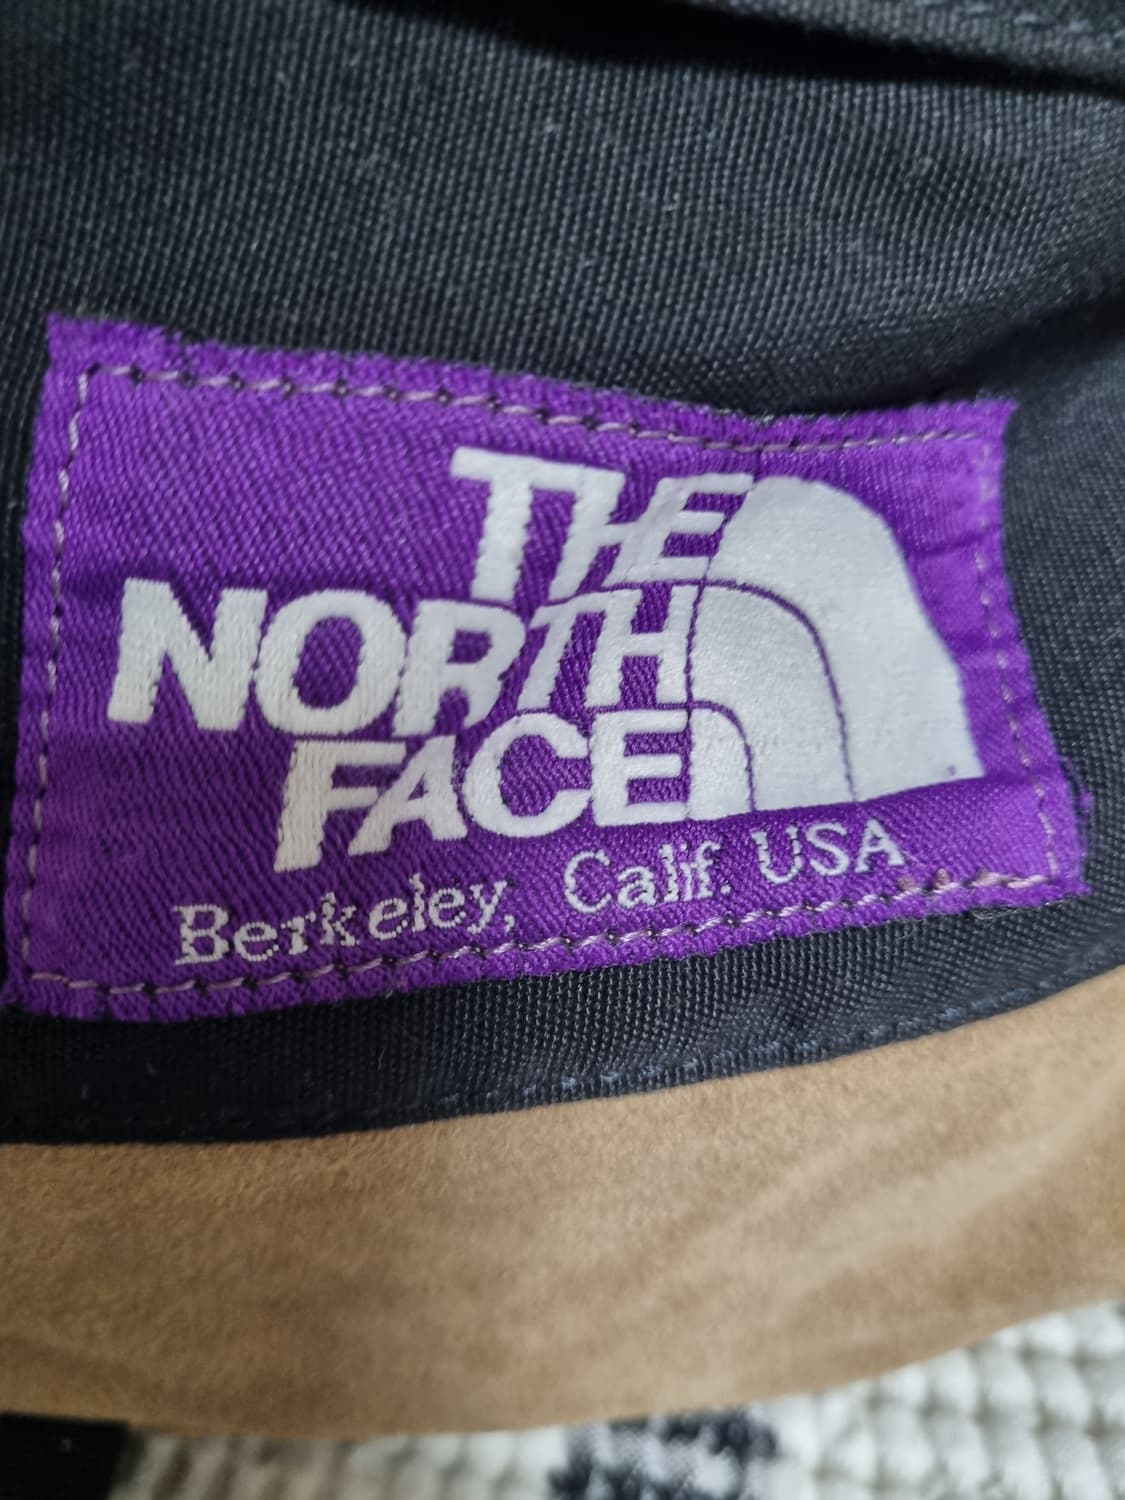 THE
NORTH
FACE
Berkeley, Calif. USA